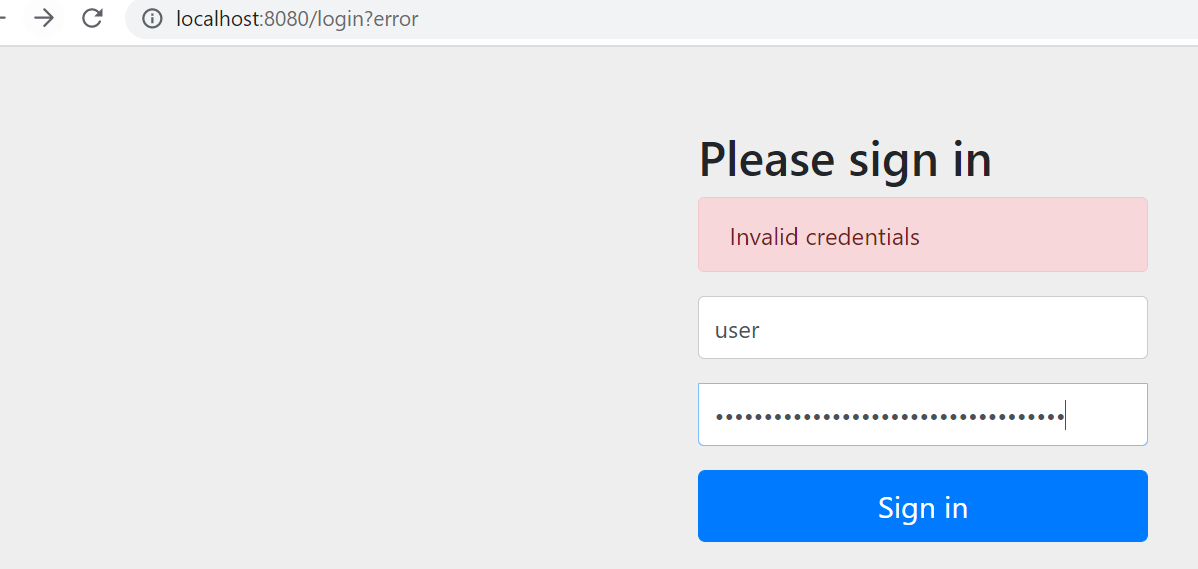 localhost:8080/login?error
Please sign in
Invalid credentials
user
••••••••••••••••••••••••••••••••••••
Sign in